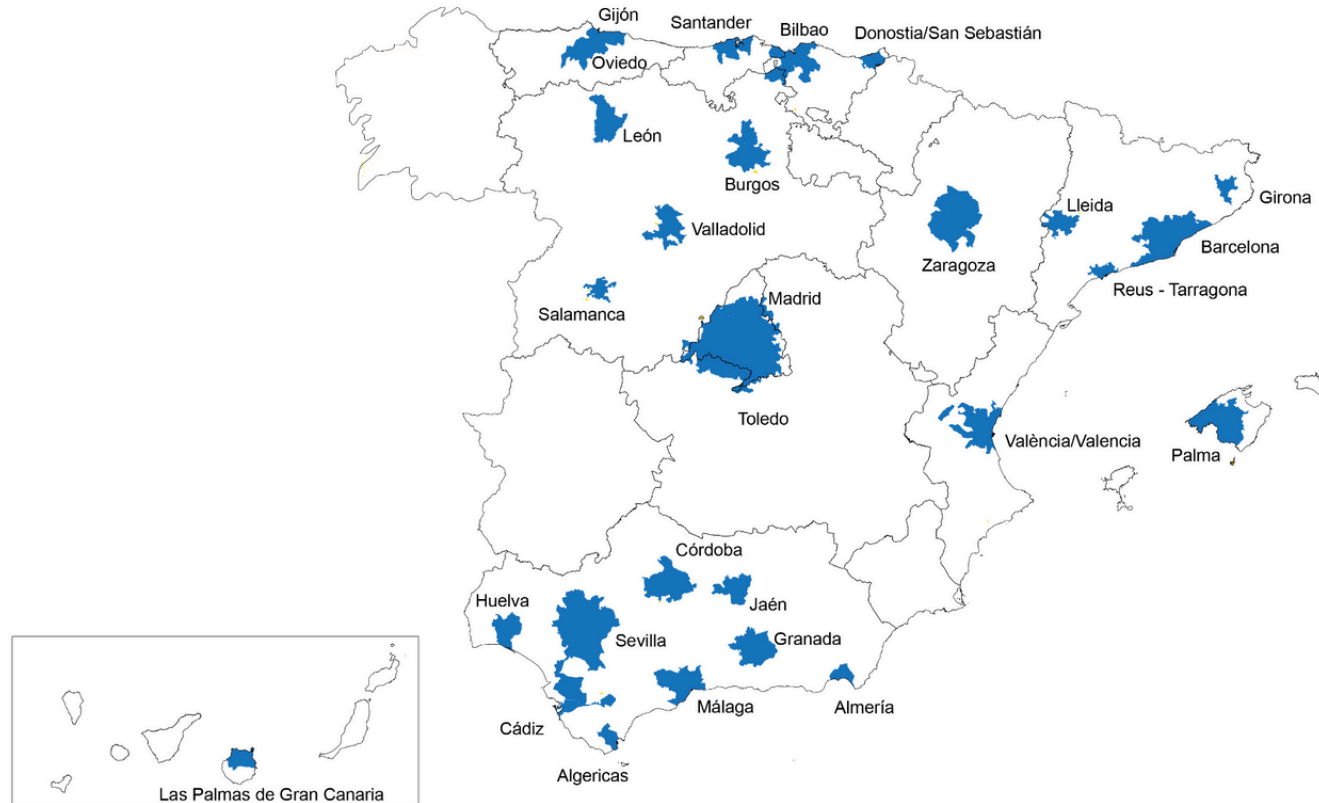 Gijón
Santander
Bilbao
Donostia/San Sebastián
Oviedo
León
Burgos
Girona
Lleida
Valladolid
Barcelona
Zaragoza
Reus - Tarragona
Madrid
Salamanca
Toledo
València/Valencia
Palma
Córdoba
Huelva
Jaén
Sevilla
Granada
Málaga
Almería
Cádiz
Algericas
Las Palmas de Gran Canaria